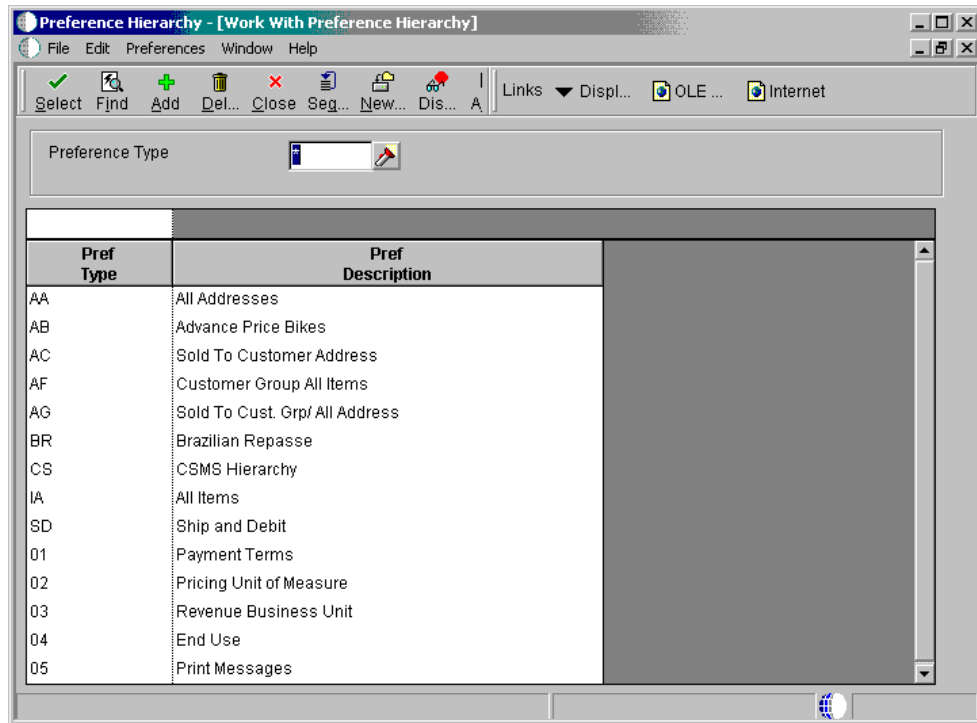 Preference Hierarchy - [Work With Preference Hierarchy]
File Edit Preferences Window Help
Select Find Add Del... Close Seq... New... Dis... A
Links Displ... OLE ... Internet
Preference Type *
Pref Type Pref Description
AA All Addresses
AB Advance Price Bikes
AC Sold To Customer Address
AF Customer Group All Items
AG Sold To Cust. Grp/ All Address
BR Brazilian Repasse
CS CSMS Hierarchy
IA All Items
SD Ship and Debit
01 Payment Terms
02 Pricing Unit of Measure
03 Revenue Business Unit
04 End Use
05 Print Messages